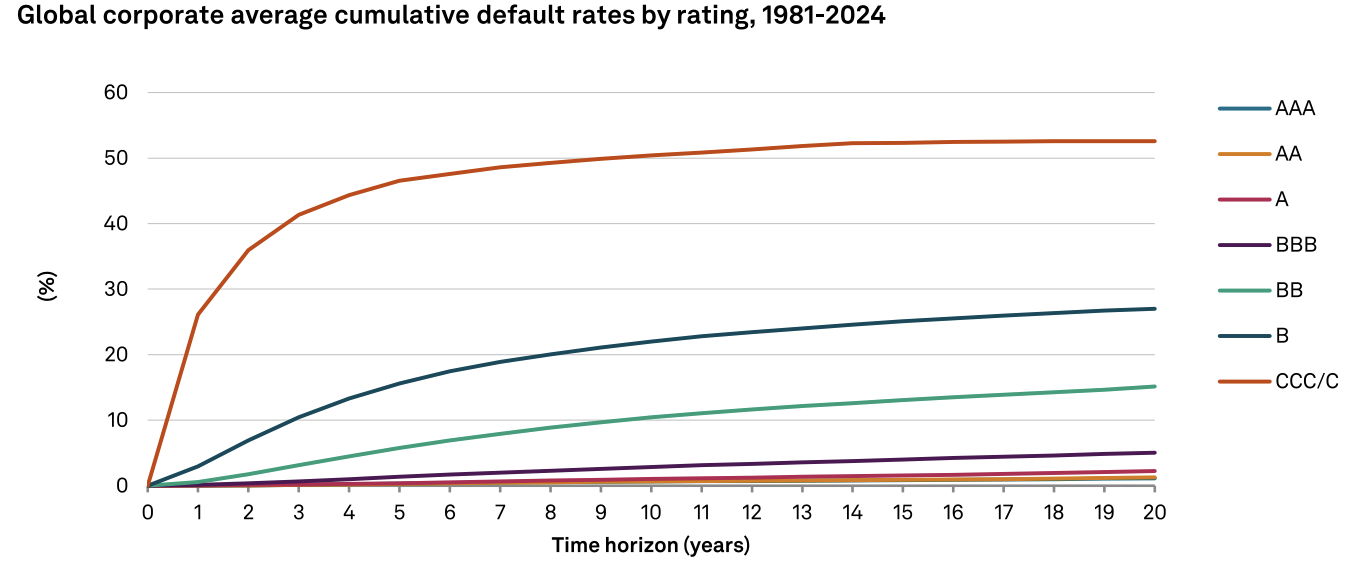 Global corporate average cumulative default rates by rating, 1981-2024
60
50
40
30
20
10
0
(%)
0 1 2 3 4 5 6 7 8 9 10 11 12 13 14 15 16 17 18 19 20
Time horizon (years)
AAA
AA
A
BBB
BB
B
CCC/C